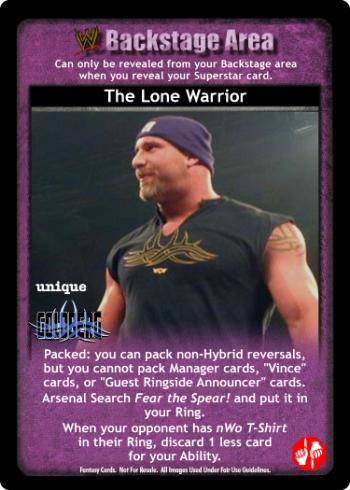 W Backstage Area
Can only be revealed from your Backstage area
when you reveal your Superstar card.
The Lone Warrior
WCW
unique
GOLDBERG
Packed: you can pack non-Hybrid reversals,
but you cannot pack Manager cards, "Vince"
cards, or "Guest Ringside Announcer" cards.
Arsenal Search Fear the Spear! and put it in
your Ring.
When your opponent has nWo T-Shirt
in their Ring, discard 1 less card
for your Ability.
Fantasy Cards. Not For Resale. All Images Used Under Fair Use Guidelines.